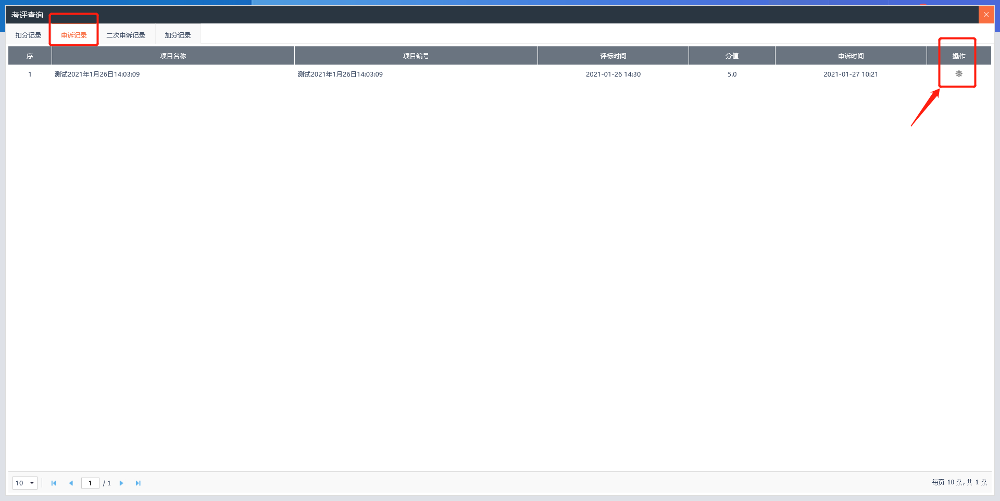 考评查询
扣分记录 申诉记录 二次申诉记录 加分记录
序 项目名称 项目编号 评标时间 分值 申诉时间 操作
1 测试2021年1月26日14:03:09 测试2021年1月26日14:03:09 2021-01-26 14:30 5.0 2021-01-27 10:21
10 1 / 1 每页 10 条, 共 1 条